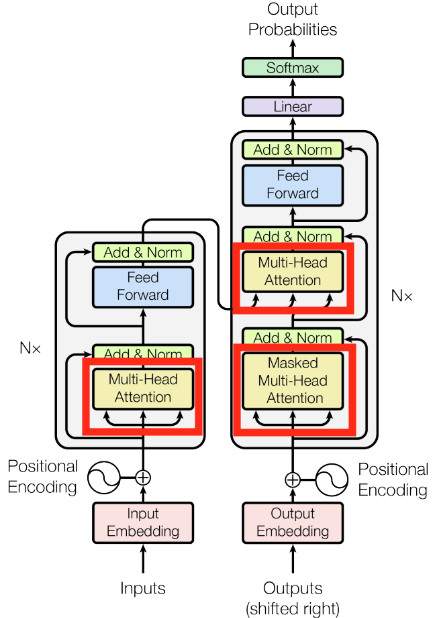 Output
Probabilities
Softmax
Linear
Add & Norm
Feed
Forward
Add & Norm
Multi-Head
Attention
Add & Norm
Masked
Multi-Head
Attention
Nx
Add & Norm
Feed
Forward
Add & Norm
Multi-Head
Attention
Nx
Positional
Encoding
Positional
Encoding
Input
Embedding
Output
Embedding
Inputs
Outputs
(shifted right)